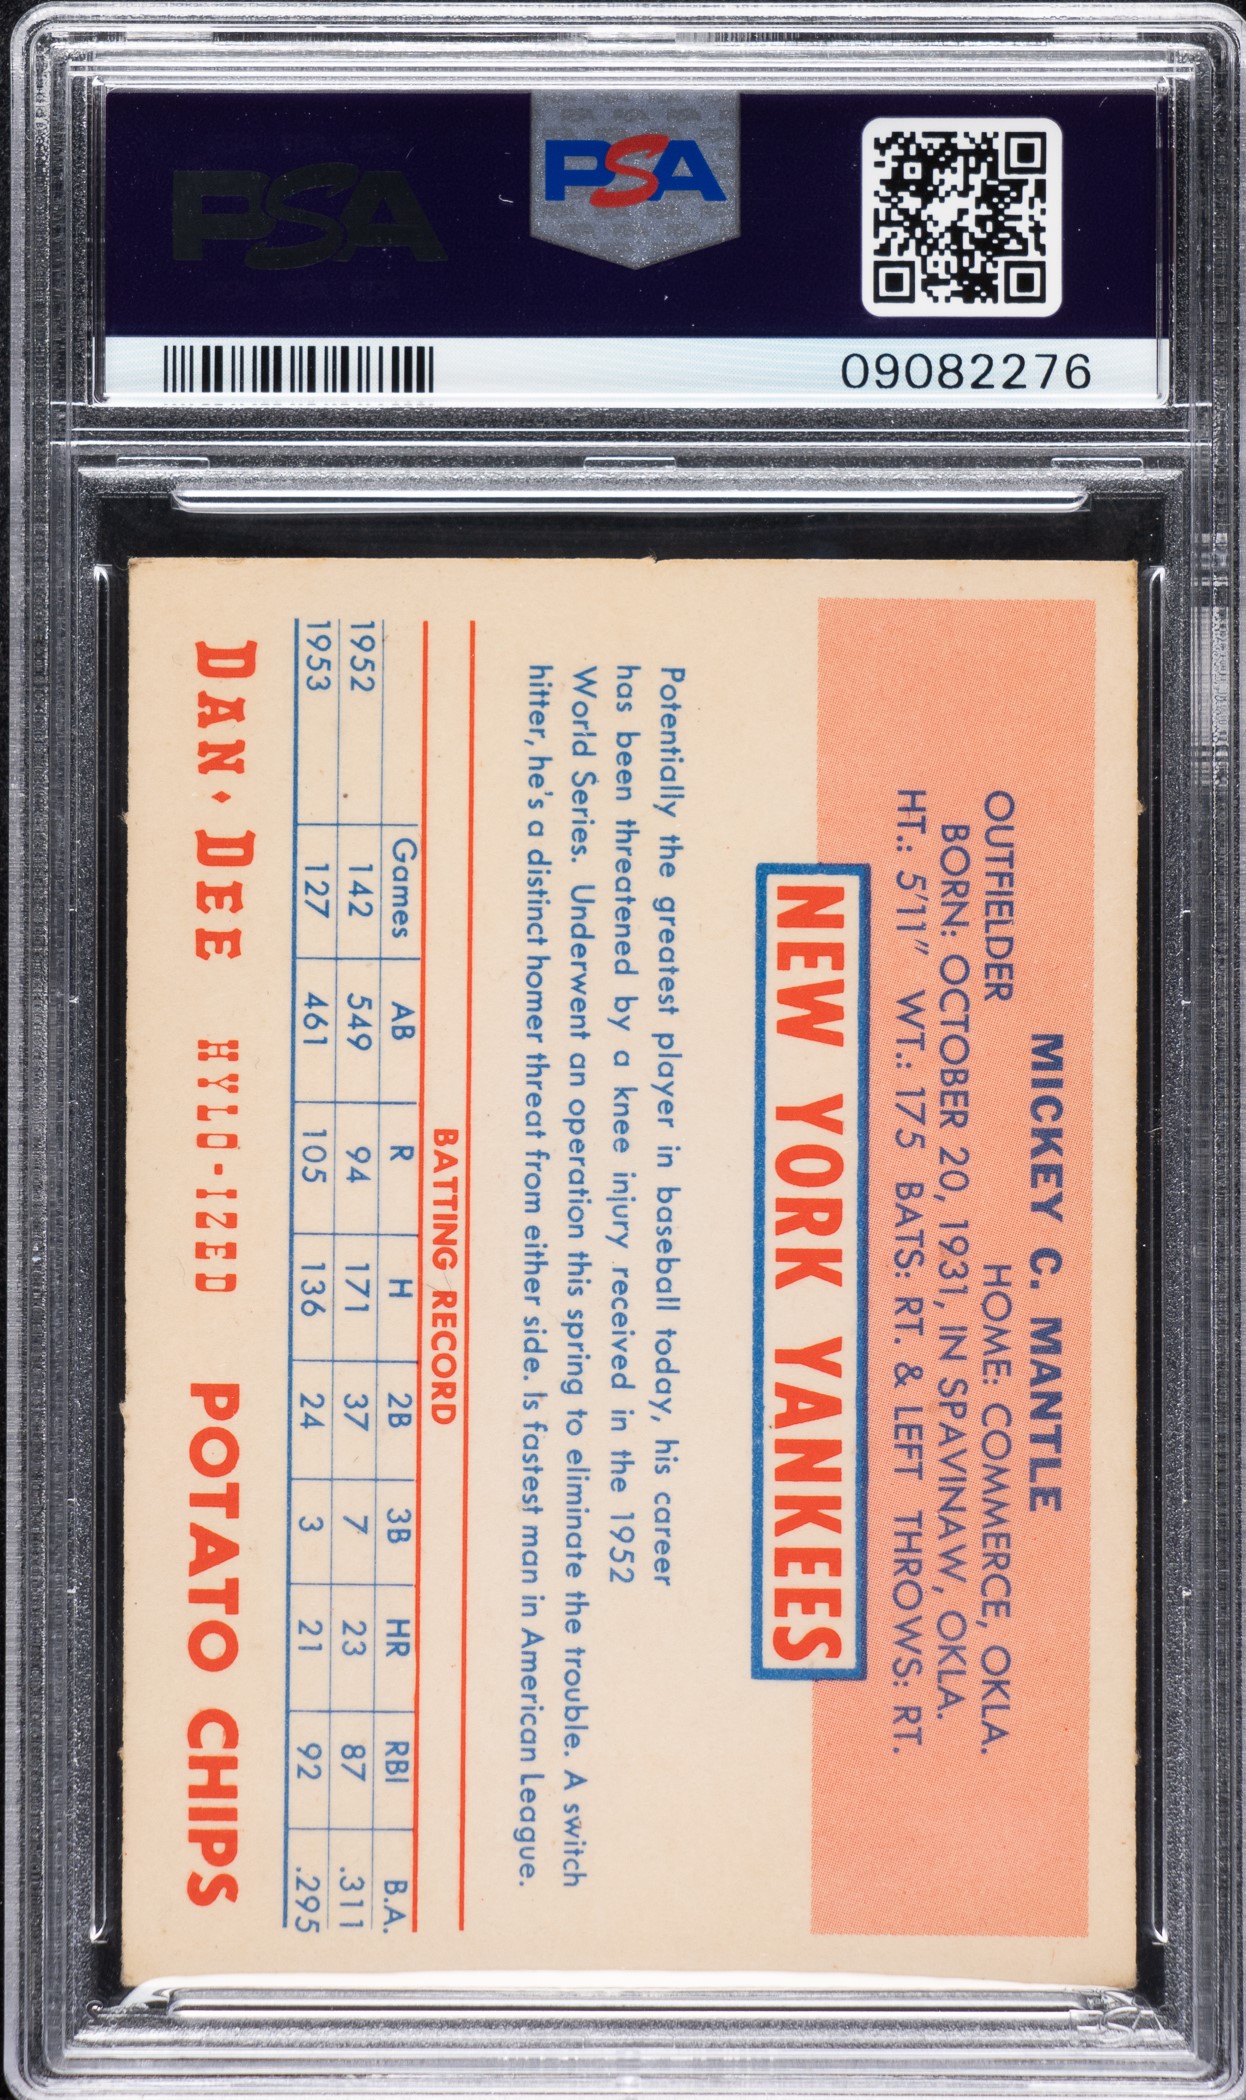 PSA
PSA
09082276
MICKEY C. MANTLE
OUTFIELDER HOME: COMMERCE, OKLA.
BORN: OCTOBER 20, 1931, IN SPAVINAW, OKLA.
HT.: 5'11" WT.: 175 BATS: RT. & LEFT THROWS: RT.
NEW YORK YANKEES
Potentially the greatest player in baseball today, his career
has been threatened by a knee injury received in the 1952
World Series. Underwent an operation this spring to eliminate the trouble. A switch
hitter, he's a distinct homer threat from either side. Is fastest man in American League.
BATTING RECORD
Games AB R H 2B 3B HR RBI B.A.
1952 142 549 94 171 37 7 23 87 .311
1953 127 461 105 136 24 3 21 92 .295
DAN·DEE HYLO-IZED POTATO CHIPS
PSA